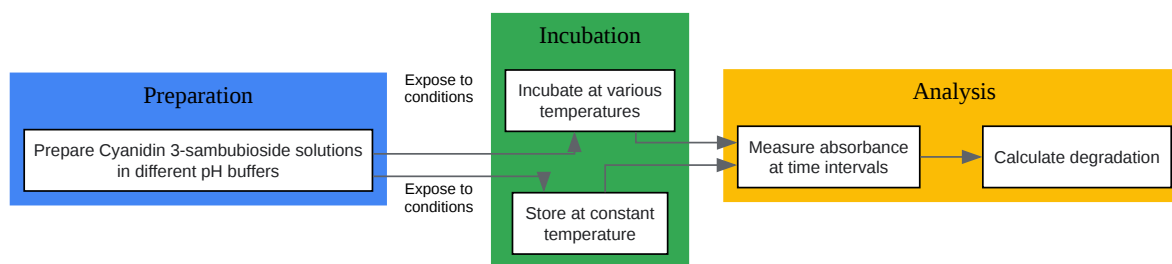 Preparation
Prepare Cyanidin 3-sambubioside solutions
in different pH buffers
Expose to
conditions
Expose to
conditions
Incubation
Incubate at various
temperatures
Store at constant
temperature
Analysis
Measure absorbance
at time intervals
Calculate degradation